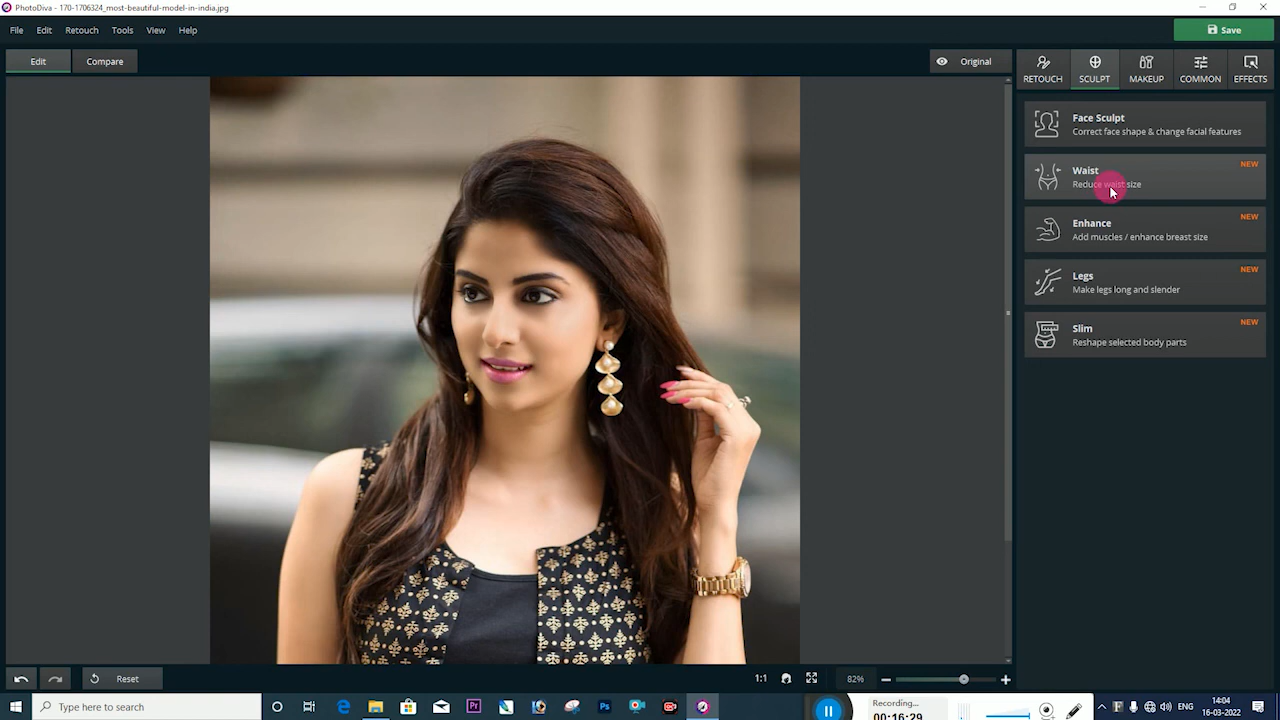 PhotoDiva - 170-1706324_most-beautiful-model-in-india.jpg
File Edit Retouch Tools View Help
Save
Edit Compare Original
RETOUCH SCULPT MAKEUP COMMON EFFECTS
Face Sculpt
Correct face shape & change facial features
Waist NEW
Reduce waist size
Enhance NEW
Add muscles / enhance breast size
Legs NEW
Make legs long and slender
Slim NEW
Reshape selected body parts
Reset 1:1 82%
Type here to search
Recording...
00:16:29
ENG
14:04
16-03-2022